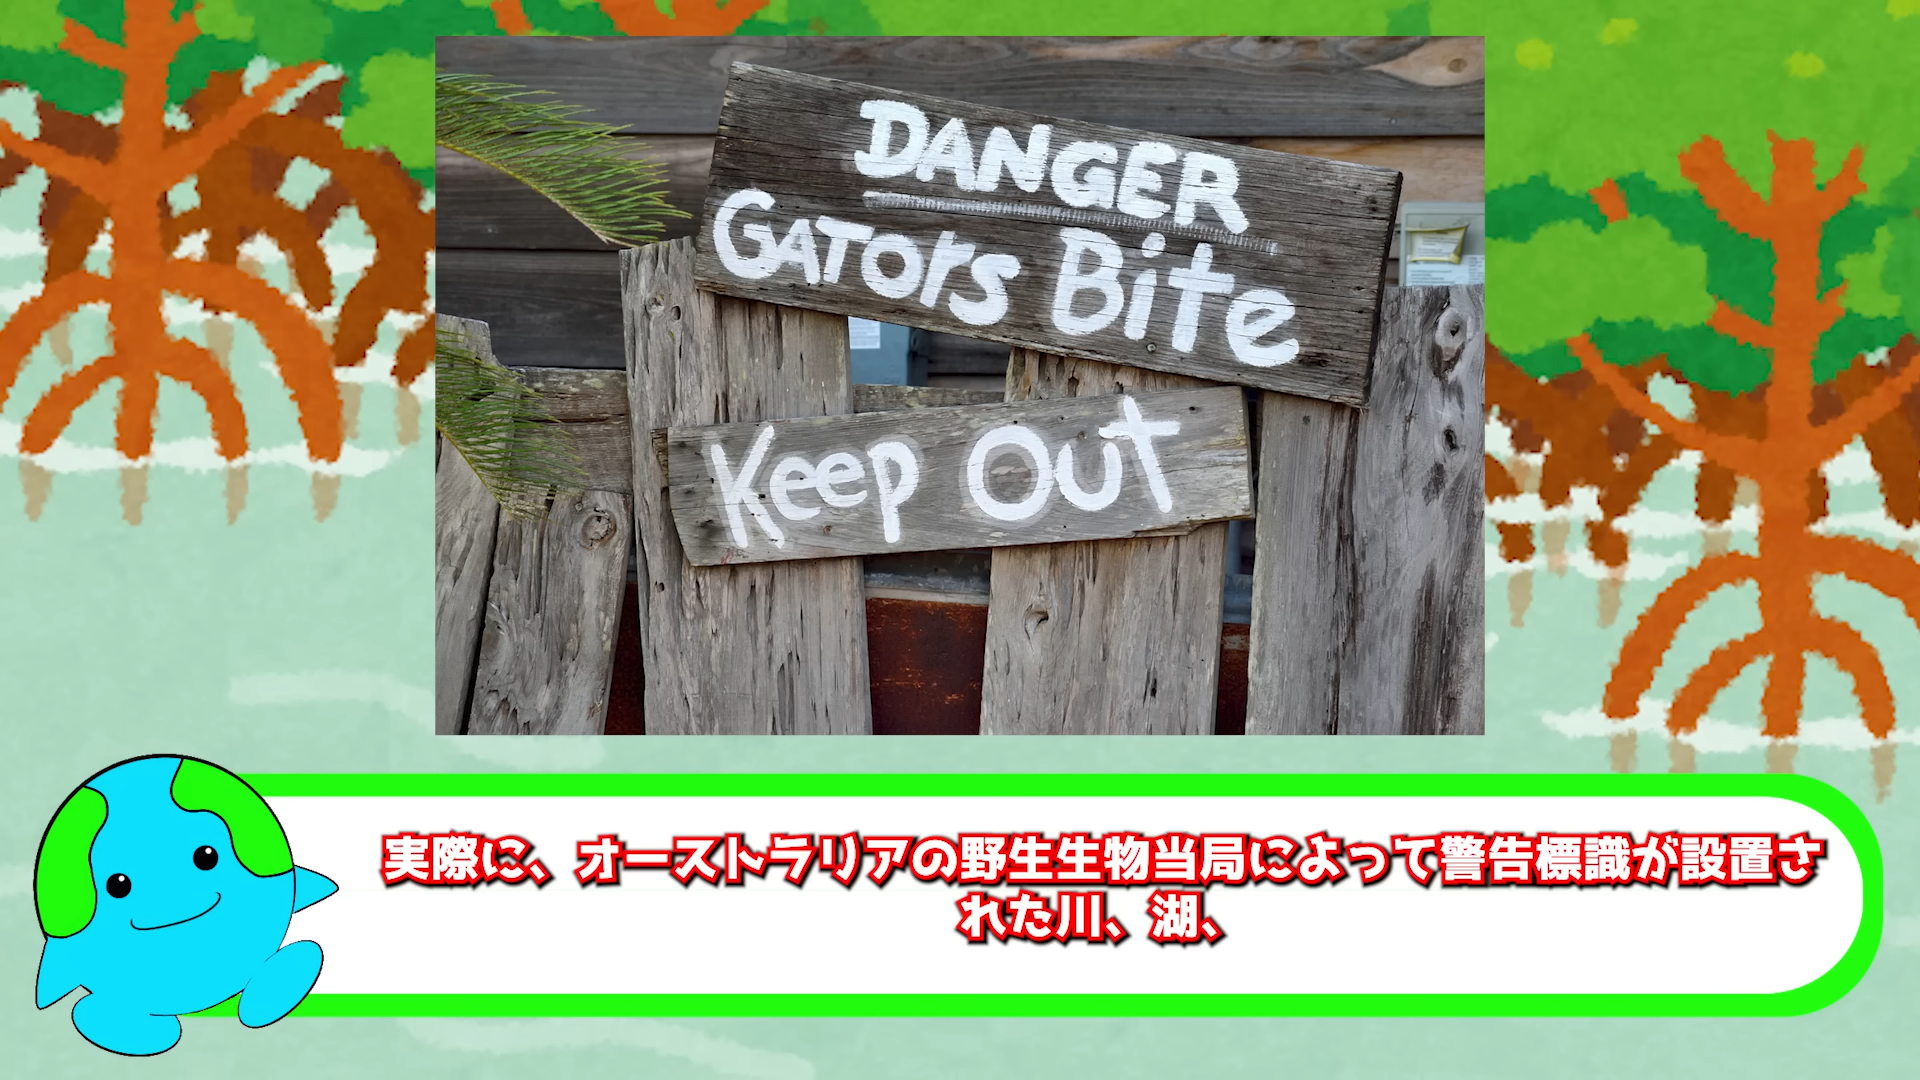 DANGER
GATOrS Bite
Keep Out
実際に、オーストラリアの野生生物当局によって警告標識が設置さ
れた川、湖、